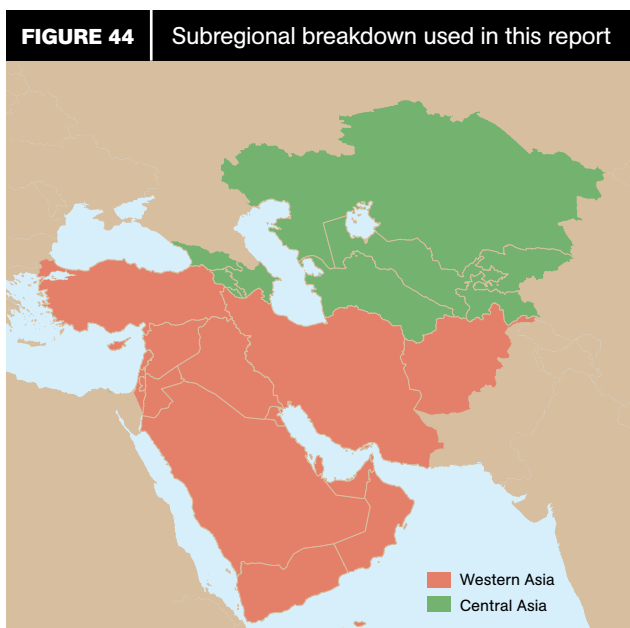 FIGURE 44 Subregional breakdown used in this report
Western Asia
Central Asia